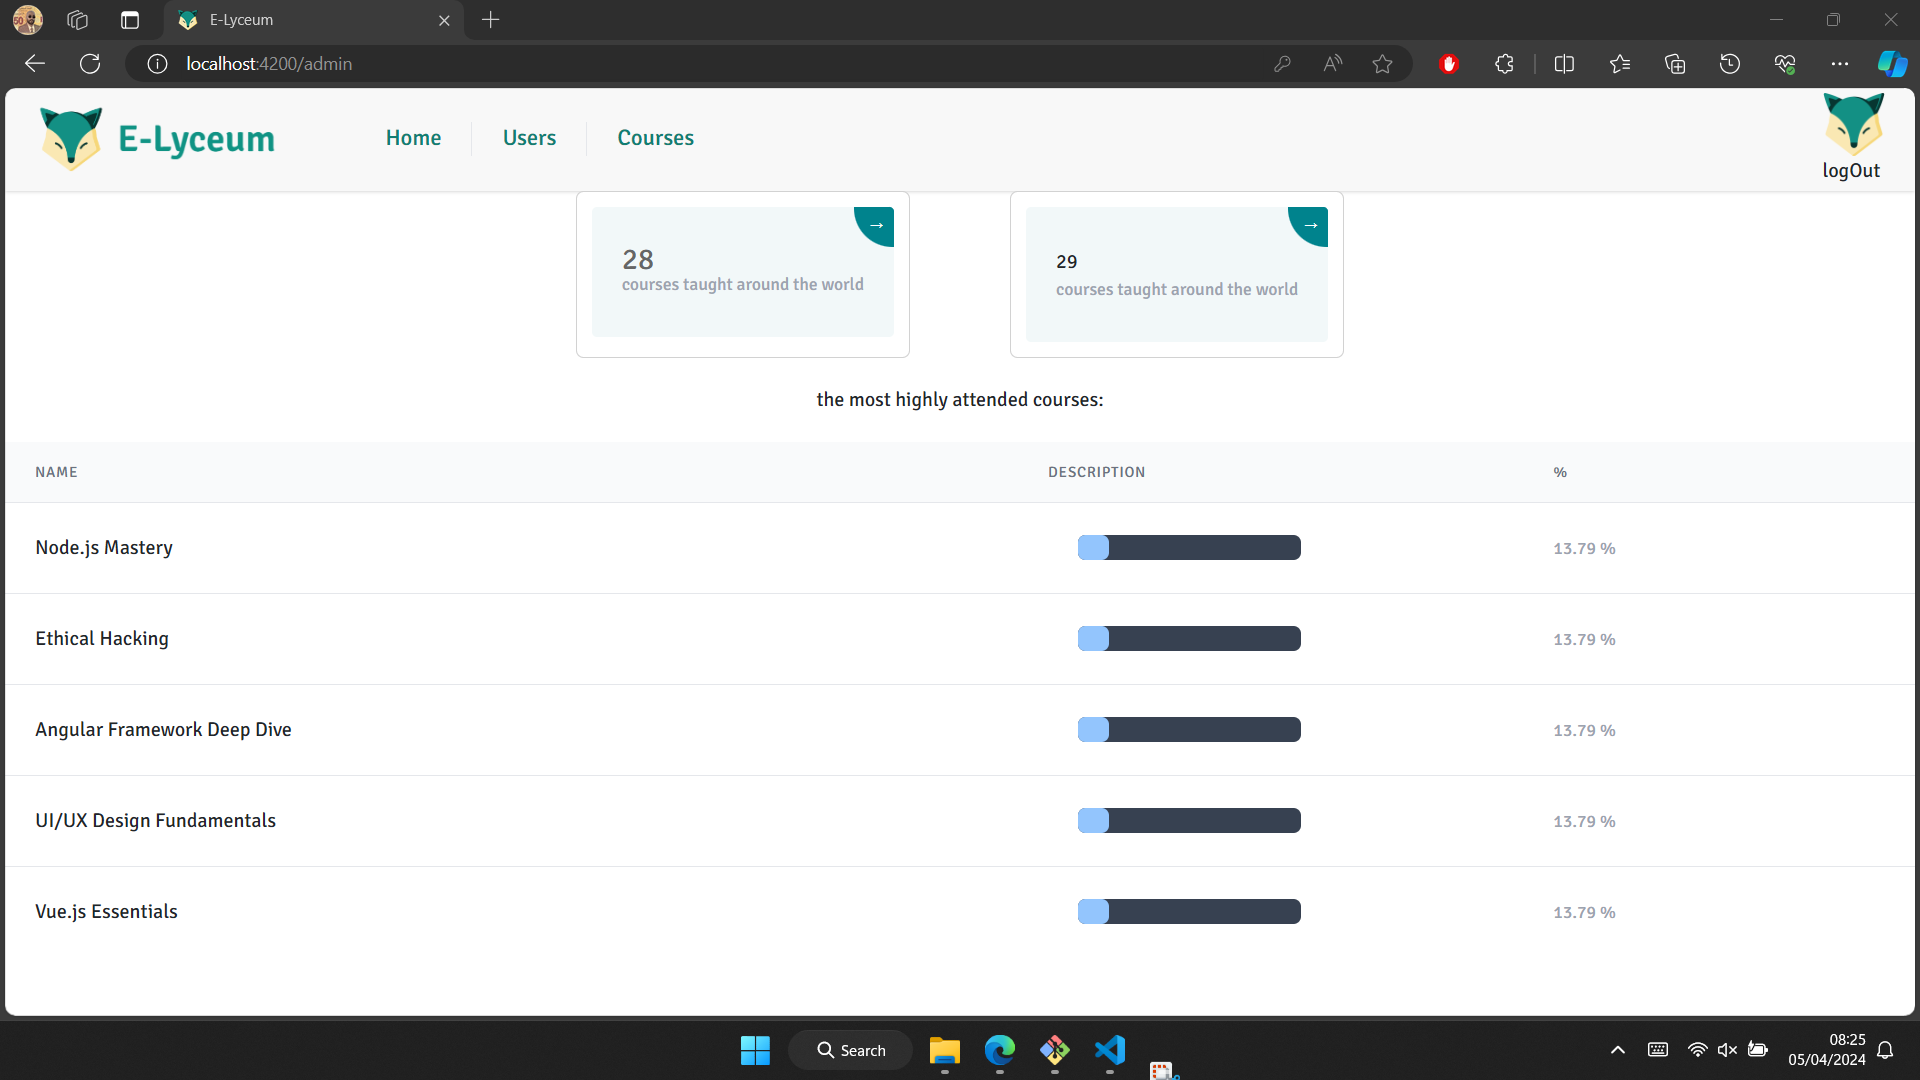 E-Lyceum
localhost:4200/admin
E-Lyceum
Home
Users
Courses
logOut
→
28
courses taught around the world
→
29
courses taught around the world
the most highly attended courses:
NAME
DESCRIPTION
%
Node.js Mastery
13.79 %
Ethical Hacking
13.79 %
Angular Framework Deep Dive
13.79 %
UI/UX Design Fundamentals
13.79 %
Vue.js Essentials
13.79 %
Search
08:25
05/04/2024